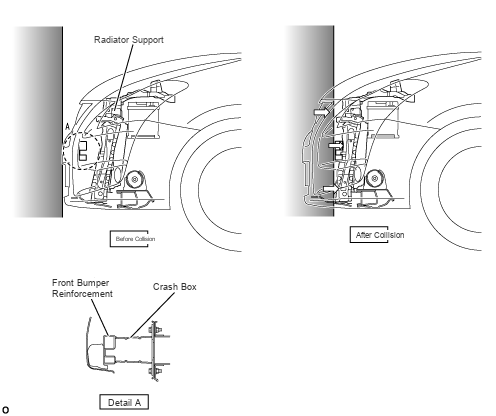 Radiator Support
A
Before Collision
After Collision
Front Bumper
Reinforcement
Crash Box
Detail A
O